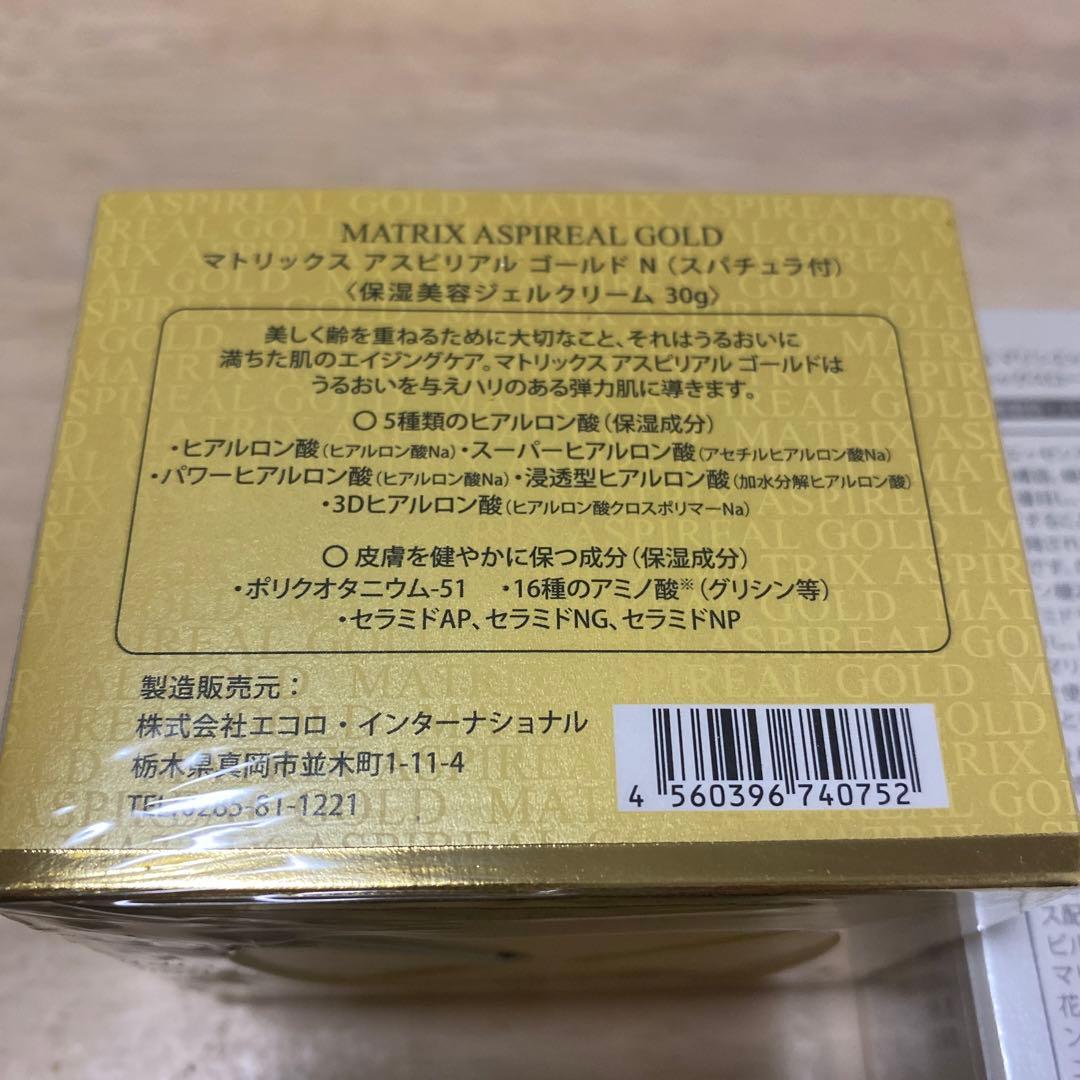 MATRIX ASPIREAL GOLD
マトリックス アスピリアル ゴールド N (スパチュラ付)
〈保湿美容ジェルクリーム 30g〉
美しく齢を重ねるために大切なこと、それはうるおいに
満ちた肌のエイジングケア。マトリックス アスピリアル ゴールドは
うるおいを与えハリのある弾力肌に導きます。
〇 5種類のヒアルロン酸(保湿成分)
・ヒアルロン酸(ヒアルロン酸Na)・スーパーヒアルロン酸(アセチルヒアルロン酸Na)
・パワーヒアルロン酸(ヒアルロン酸Na)・浸透型ヒアルロン酸(加水分解ヒアルロン酸)
・3Dヒアルロン酸(ヒアルロン酸クロスポリマーNa)
〇 皮膚を健やかに保つ成分(保湿成分)
・ポリクオタニウム-51 ・16種のアミノ酸※(グリシン等)
・セラミドAP、セラミドNG、セラミドNP
製造販売元:
株式会社エコロ・インターナショナル
栃木県真岡市並木町1-11-4
TEL.0285-81-1221
4 560396 740752